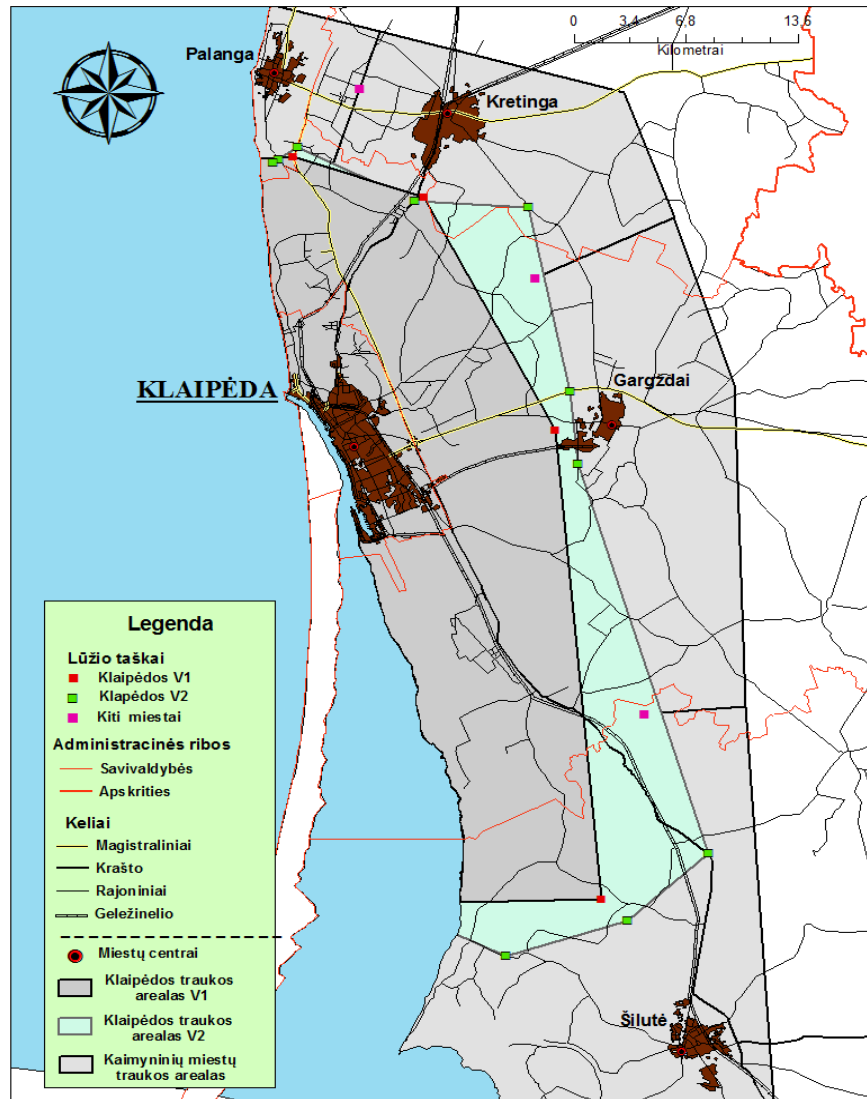 0 3,4 6,8 13,6
Kilometrai
Palanga
Kretinga
KLAIPĖDA
Gargždai
Šilutė
Legenda
Lūžio taškai
Klaipėdos V1
Klapėdos V2
Kiti miestai
Administracinės ribos
Savivaldybės
Apskrities
Keliai
Magistraliniai
Krašto
Rajoniniai
Geležinelio
Miestų centrai
Klaipėdos traukos
arealas V1
Klaipėdos traukos
arealas V2
Kaimyninių miestų
traukos arealas